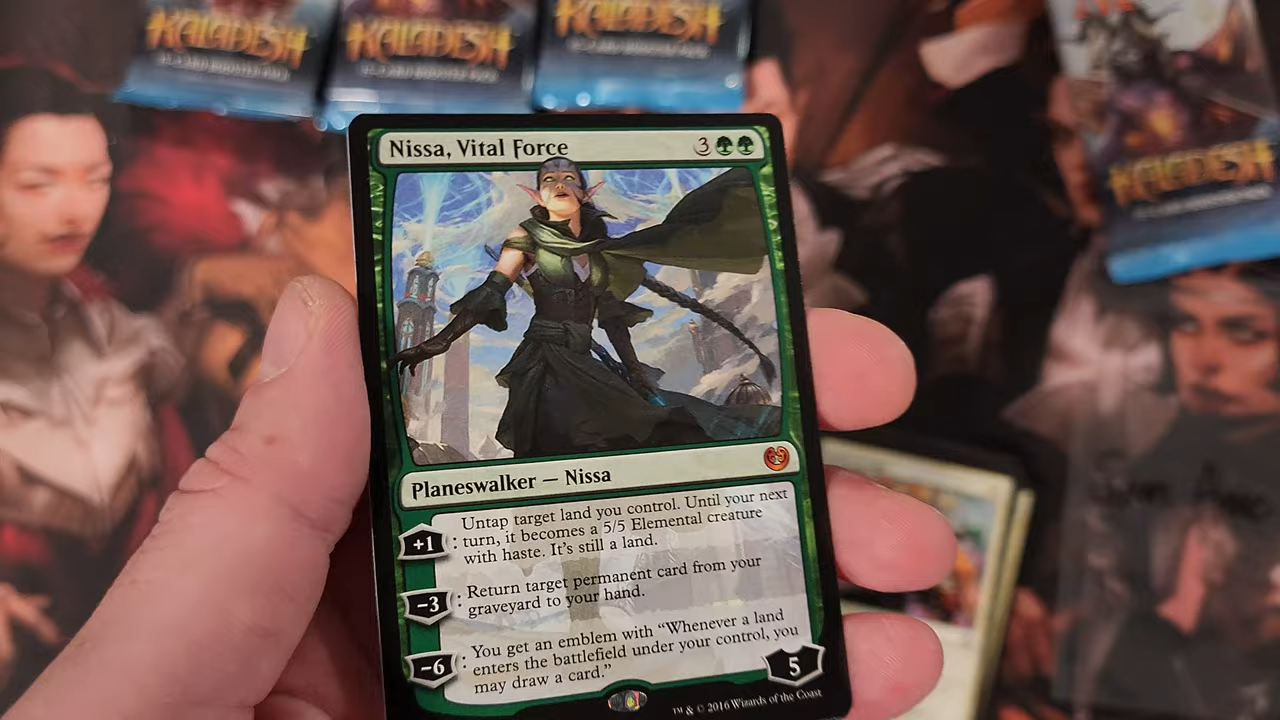 KALADESH
KALADESH
KALADESH
KALADESH
Nissa, Vital Force 3
Planeswalker — Nissa
+1: Untap target land you control. Until your next
turn, it becomes a 5/5 Elemental creature
with haste. It's still a land.
−3: Return target permanent card from your
graveyard to your hand.
−6: You get an emblem with “Whenever a land
enters the battlefield under your control, you
may draw a card.”
5
™ & © 2016 Wizards of the Coast